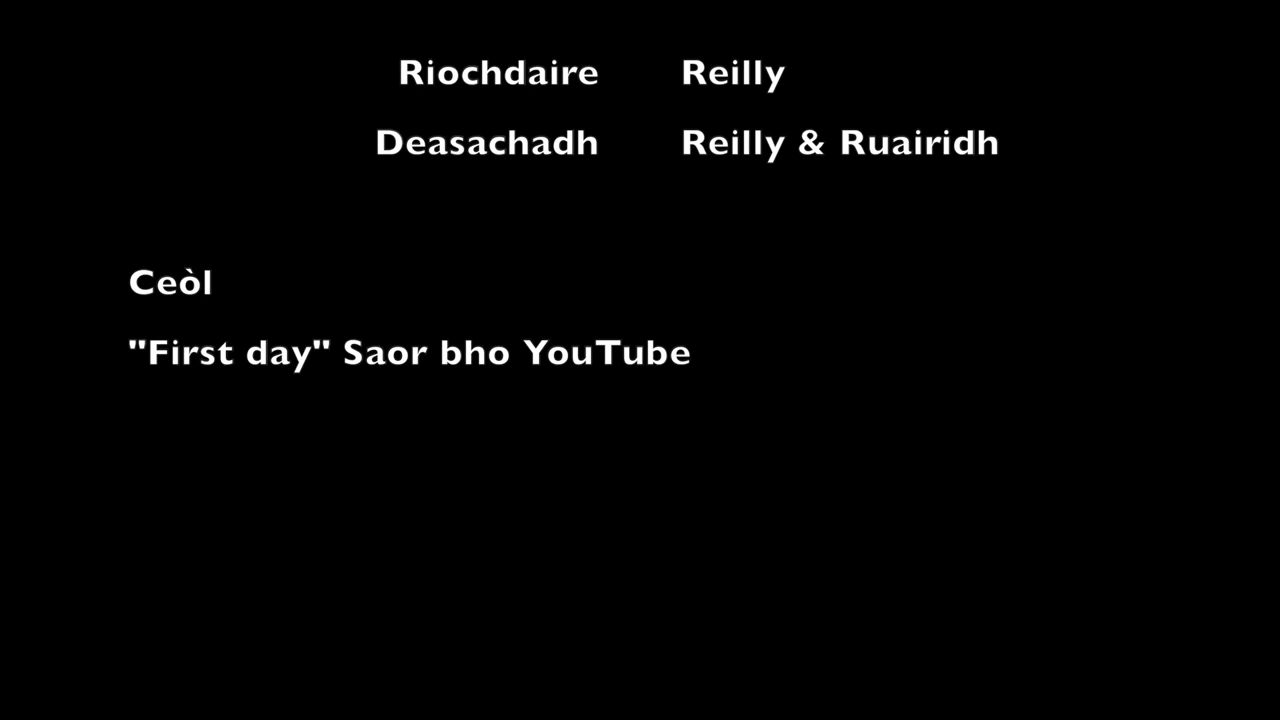 Riochdaire Reilly
Deasachadh Reilly & Ruairidh
Ceòl
"First day" Saor bho YouTube